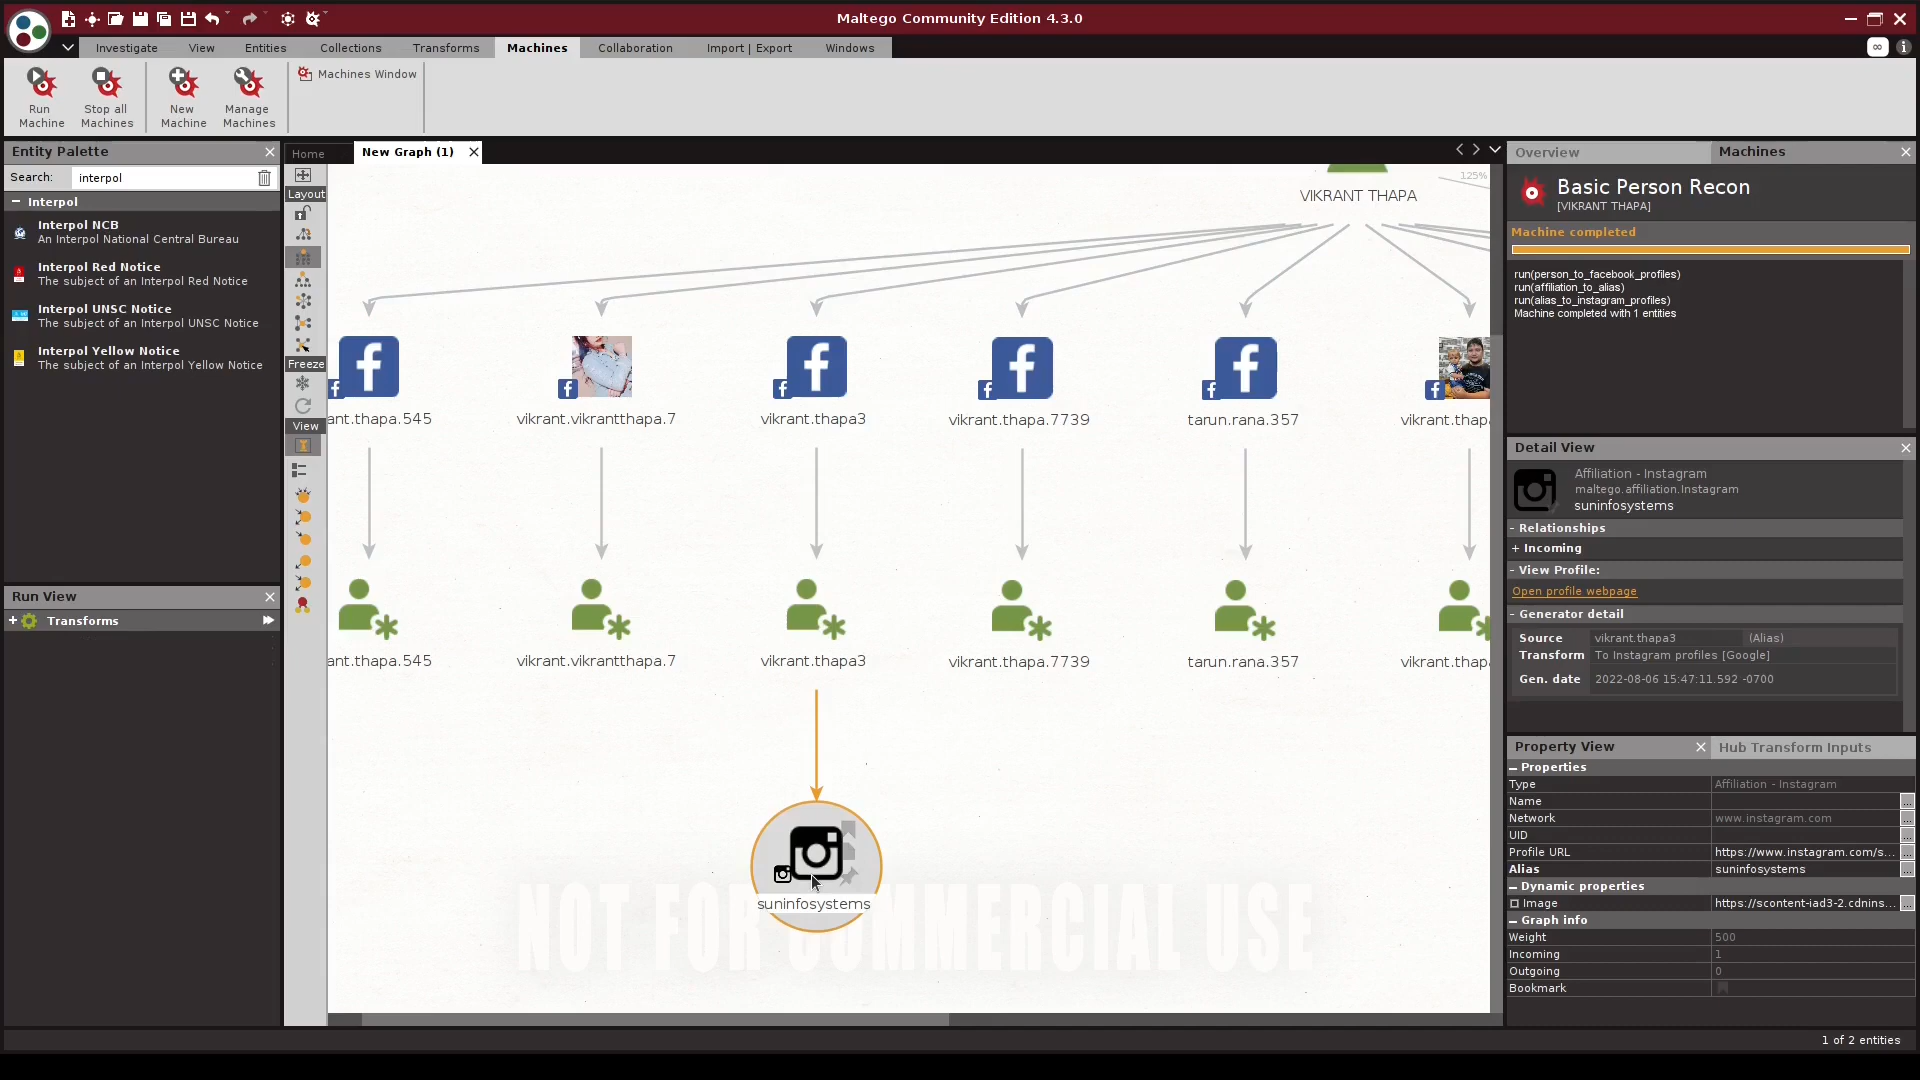 Maltego Community Edition 4.3.0
Investigate View Entities Collections Transforms Machines Collaboration Import | Export Windows
Run Machine
Stop all Machines
New Machine
Manage Machines
Machines Window
Entity Palette
Search: interpol
Interpol
Interpol NCB
An Interpol National Central Bureau
Interpol Red Notice
The subject of an Interpol Red Notice
Interpol UNSC Notice
The subject of an Interpol UNSC Notice
Interpol Yellow Notice
The subject of an Interpol Yellow Notice
Run View
+ Transforms
Home
New Graph (1)
Layout
Freeze
View
125%
VIKRANT THAPA
ant.thapa.545
vikrant.vikrantthapa.7
vikrant.thapa3
vikrant.thapa.7739
tarun.rana.357
vikrant.thapa
ant.thapa.545
vikrant.vikrantthapa.7
vikrant.thapa3
vikrant.thapa.7739
tarun.rana.357
vikrant.thapa
suninfosystems
NOT FOR COMMERCIAL USE
Overview
Machines
Basic Person Recon
[VIKRANT THAPA]
Machine completed
run(person_to_facebook_profiles)
run(affiliation_to_alias)
run(alias_to_instagram_profiles)
Machine completed with 1 entities
Detail View
Affiliation - Instagram
maltego.affiliation.Instagram
suninfosystems
- Relationships
+ Incoming
- View Profile:
Open profile webpage
- Generator detail
Source vikrant.thapa3 (Alias)
Transform To Instagram profiles [Google]
Gen. date 2022-08-06 15:47:11.592 -0700
Property View
Hub Transform Inputs
Properties
Type Affiliation - Instagram
Name
Network www.instagram.com
UID
Profile URL https://www.instagram.com/s...
Alias suninfosystems
Dynamic properties
Image https://scontent-iad3-2.cdnins...
Graph info
Weight 500
Incoming 1
Outgoing 0
Bookmark
1 of 2 entities